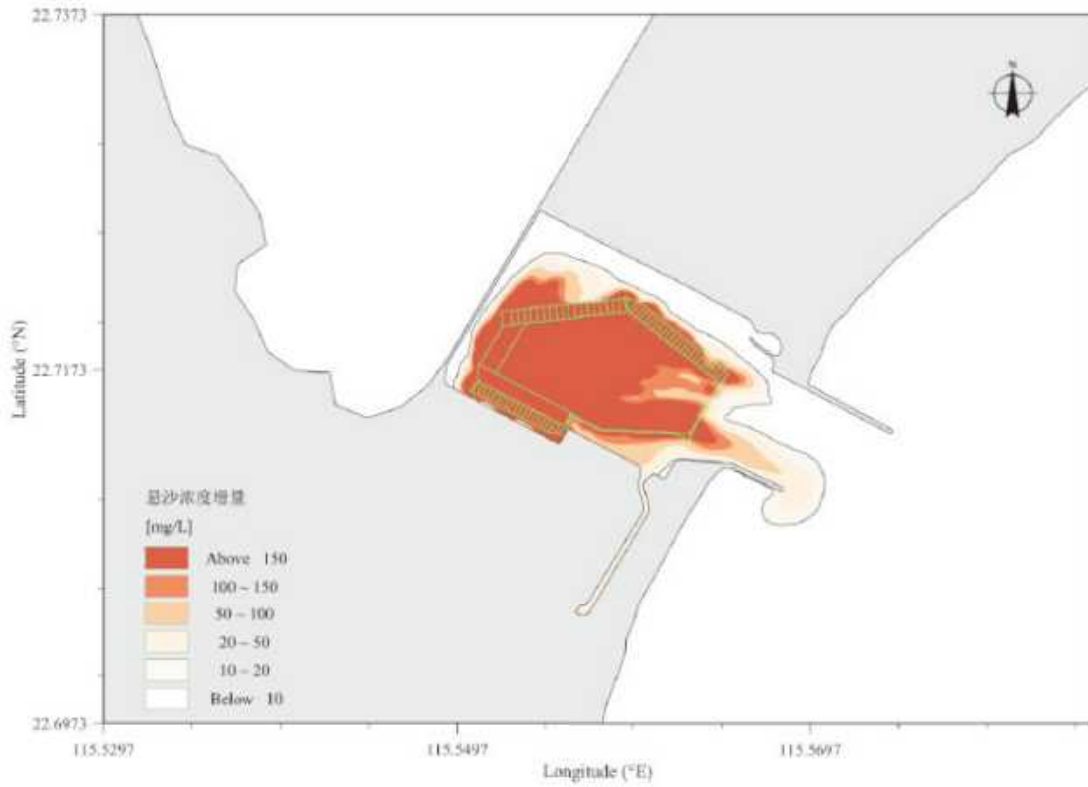 22.7373
N
22.7173
Latitude (°N)
悬沙浓度增量
[mg/L]
Above 150
100 ~ 150
50 ~ 100
20 ~ 50
10 ~ 20
Below 10
22.6973
115.5297
115.5497
115.5697
Longitude (°E)